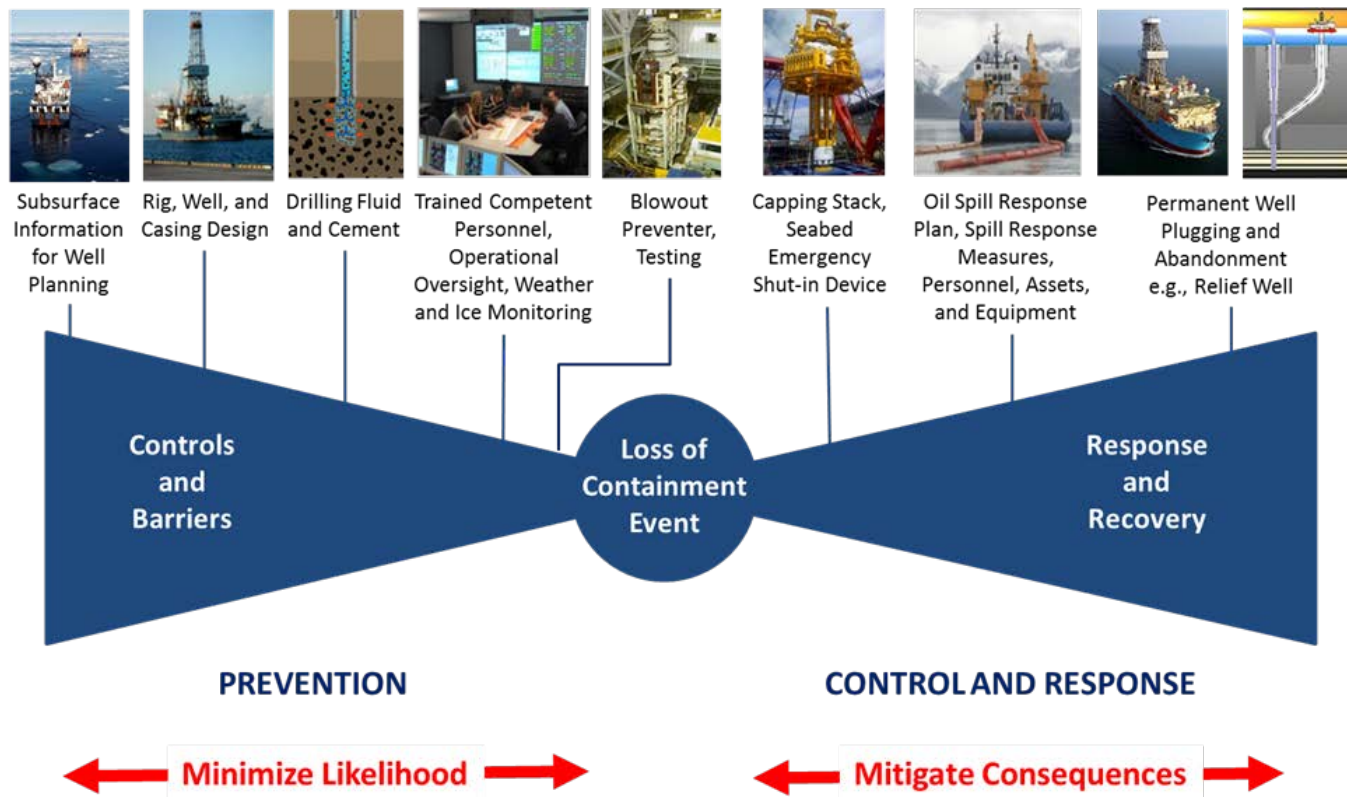 Subsurface
Information
for Well
Planning
Rig, Well, and
Casing Design
Drilling Fluid
and Cement
Trained Competent
Personnel,
Operational
Oversight, Weather
and Ice Monitoring
Blowout
Preventer,
Testing
Capping Stack,
Seabed
Emergency
Shut-in Device
Oil Spill Response
Plan, Spill Response
Measures,
Personnel, Assets,
and Equipment
Permanent Well
Plugging and
Abandonment
e.g., Relief Well
Controls
and
Barriers
Loss of
Containment
Event
Response
and
Recovery
PREVENTION
CONTROL AND RESPONSE
Minimize Likelihood
Mitigate Consequences